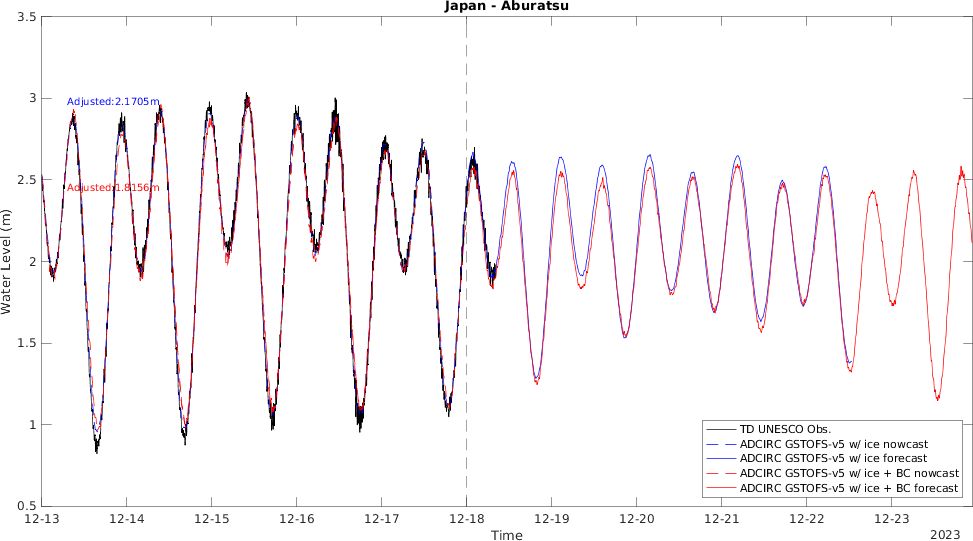 Japan - Aburatsu
3.5
3
2.5
2
1.5
1
0.5
Water Level (m)
Adjusted:2.1705m
Adjusted:1.8156m
TD UNESCO Obs.
ADCIRC GSTOFS-v5 w/ ice nowcast
ADCIRC GSTOFS-v5 w/ ice forecast
ADCIRC GSTOFS-v5 w/ ice + BC nowcast
ADCIRC GSTOFS-v5 w/ ice + BC forecast
12-13 12-14 12-15 12-16 12-17 12-18 12-19 12-20 12-21 12-22 12-23
Time
2023